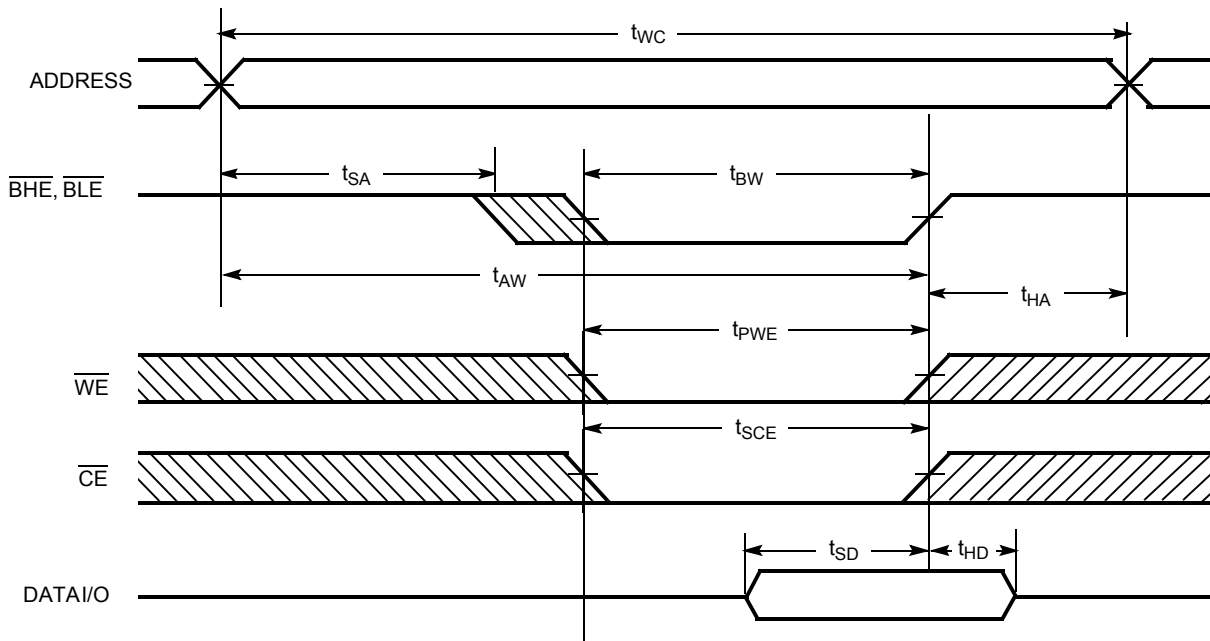 tWC
ADDRESS
tSA
tBW
BHE, BLE
tAW
tHA
tPWE
WE
tSCE
CE
tSD
tHD
DATAI/O